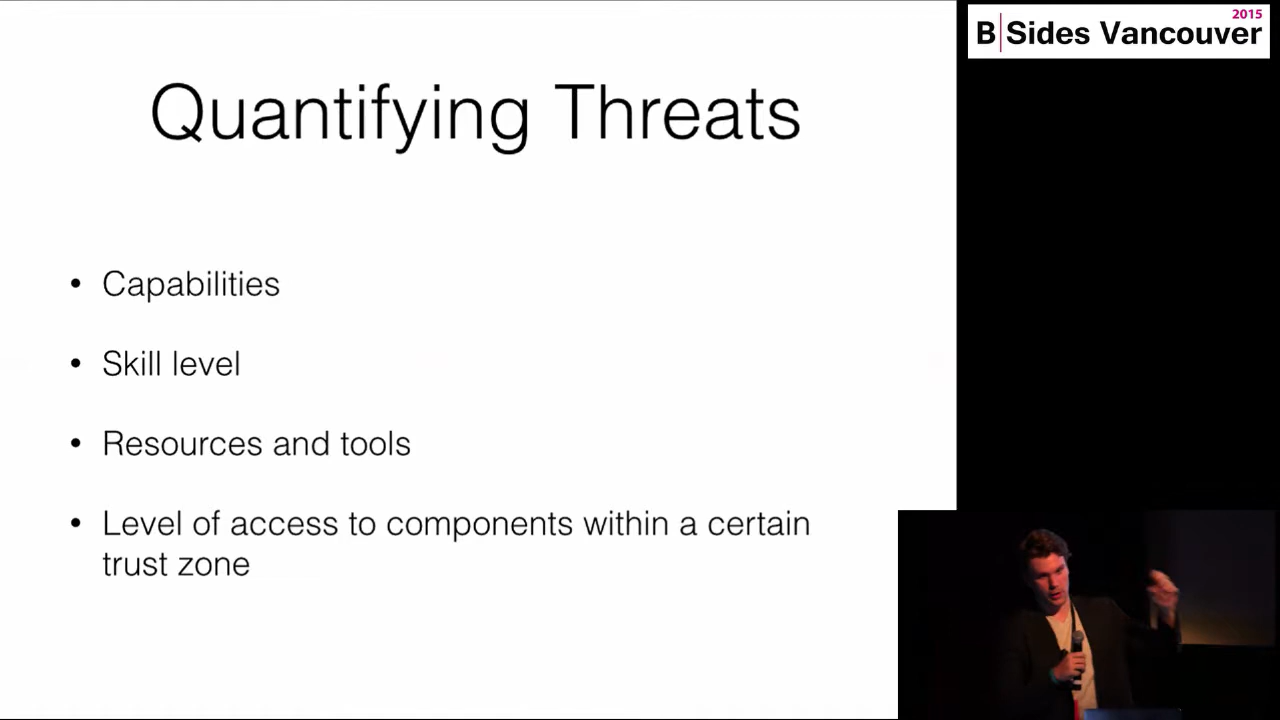 2015
B Sides Vancouver
Quantifying Threats
• Capabilities
• Skill level
• Resources and tools
• Level of access to components within a certain
trust zone